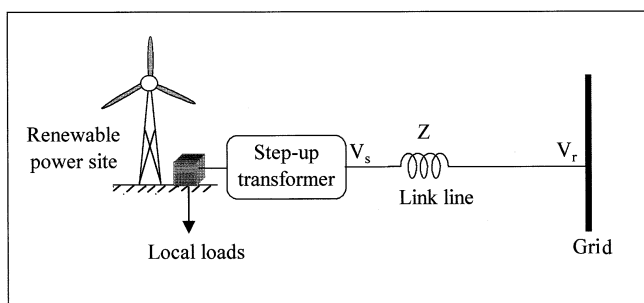 Renewable
power site
Step-up
transformer
Vs
Z
Vr
Link line
Local loads
Grid